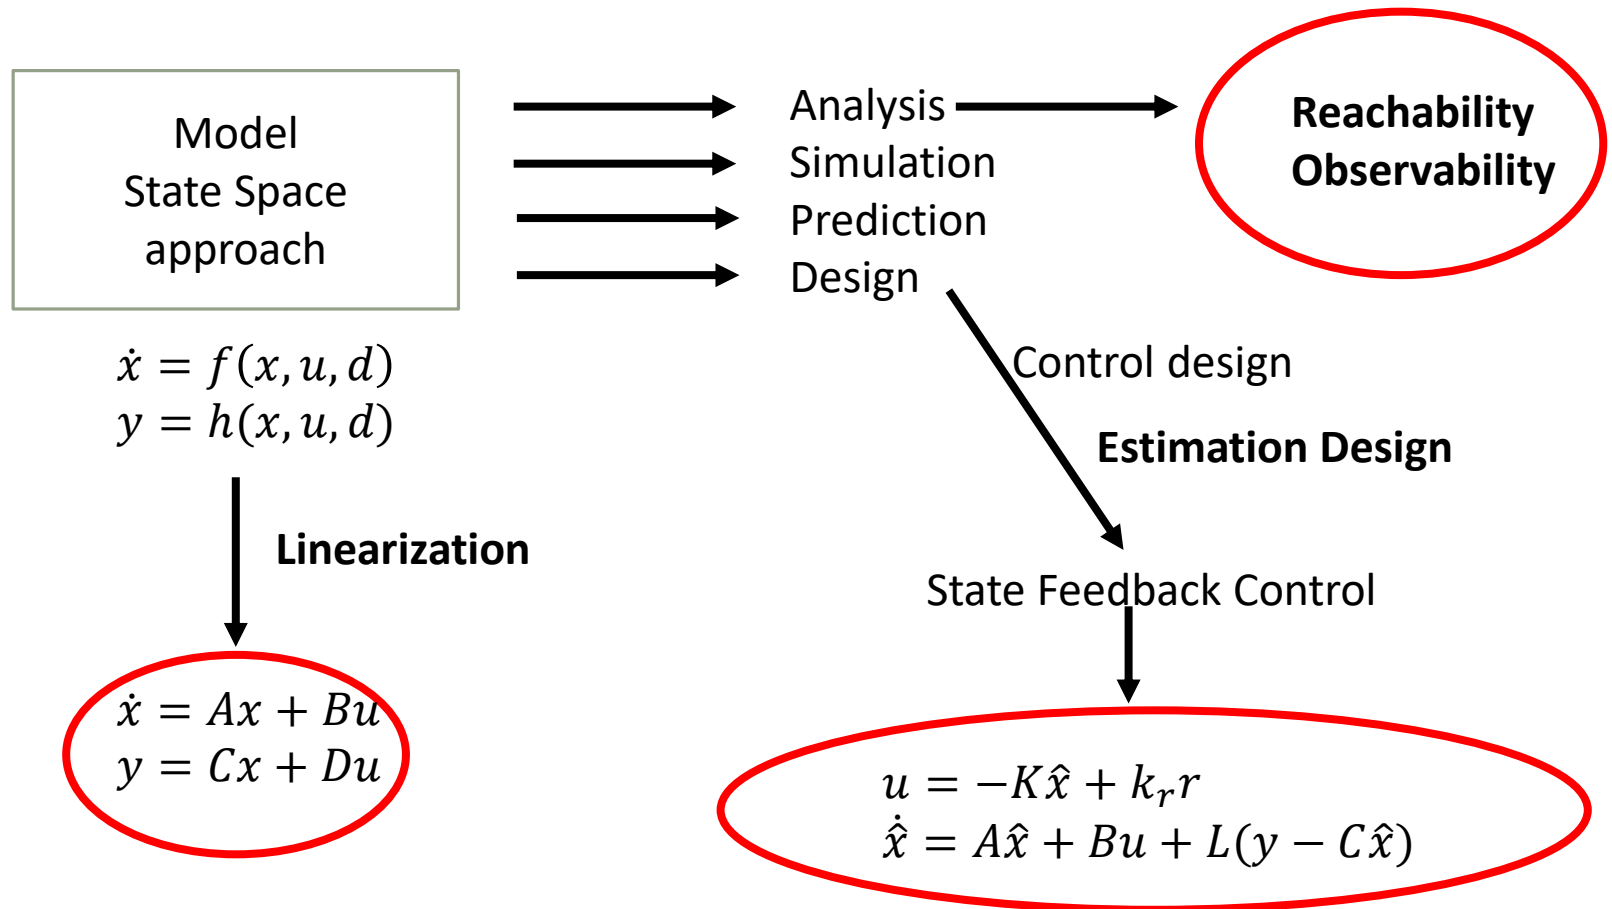 Model
State Space
approach
Analysis
Simulation
Prediction
Design
Reachability
Observability
ẋ = f(x, u, d)
y = h(x, u, d)
Control design
Estimation Design
Linearization
State Feedback Control
ẋ = Ax + Bu
y = Cx + Du
u = −Kx̂ + kᵣr
x̂̇ = Ax̂ + Bu + L(y − Cx̂)